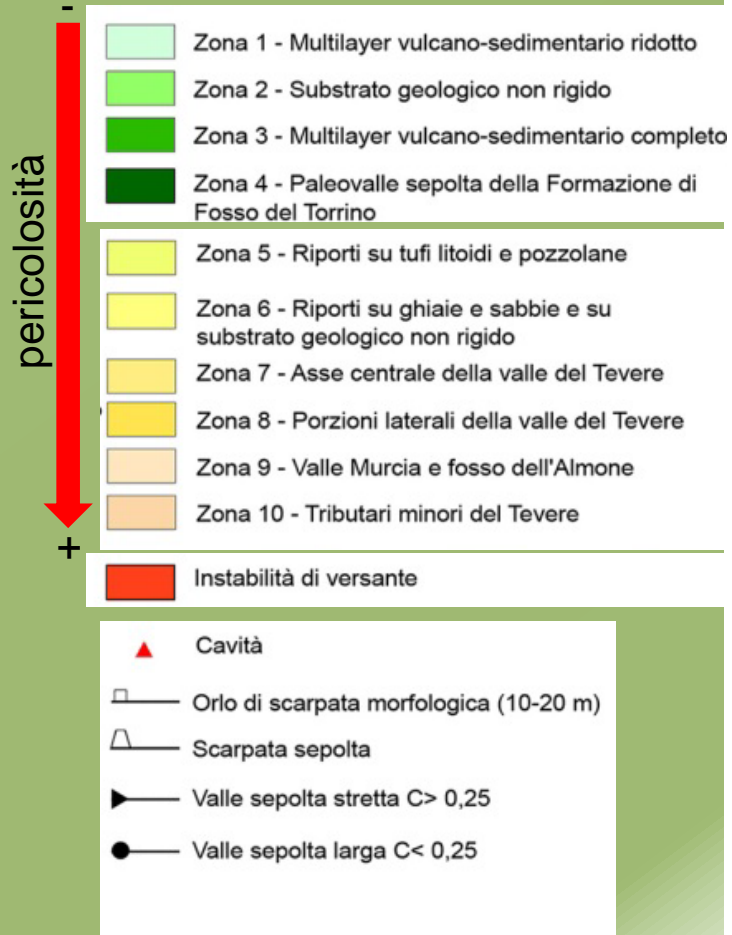 -
pericolosità
+
Zona 1 - Multilayer vulcano-sedimentario ridotto
Zona 2 - Substrato geologico non rigido
Zona 3 - Multilayer vulcano-sedimentario completo
Zona 4 - Paleovalle sepolta della Formazione di
Fosso del Torrino
Zona 5 - Riporti su tufi litoidi e pozzolane
Zona 6 - Riporti su ghiaie e sabbie e su
substrato geologico non rigido
Zona 7 - Asse centrale della valle del Tevere
Zona 8 - Porzioni laterali della valle del Tevere
Zona 9 - Valle Murcia e fosso dell'Almone
Zona 10 - Tributari minori del Tevere
Instabilità di versante
Cavità
Orlo di scarpata morfologica (10-20 m)
Scarpata sepolta
Valle sepolta stretta C> 0,25
Valle sepolta larga C< 0,25